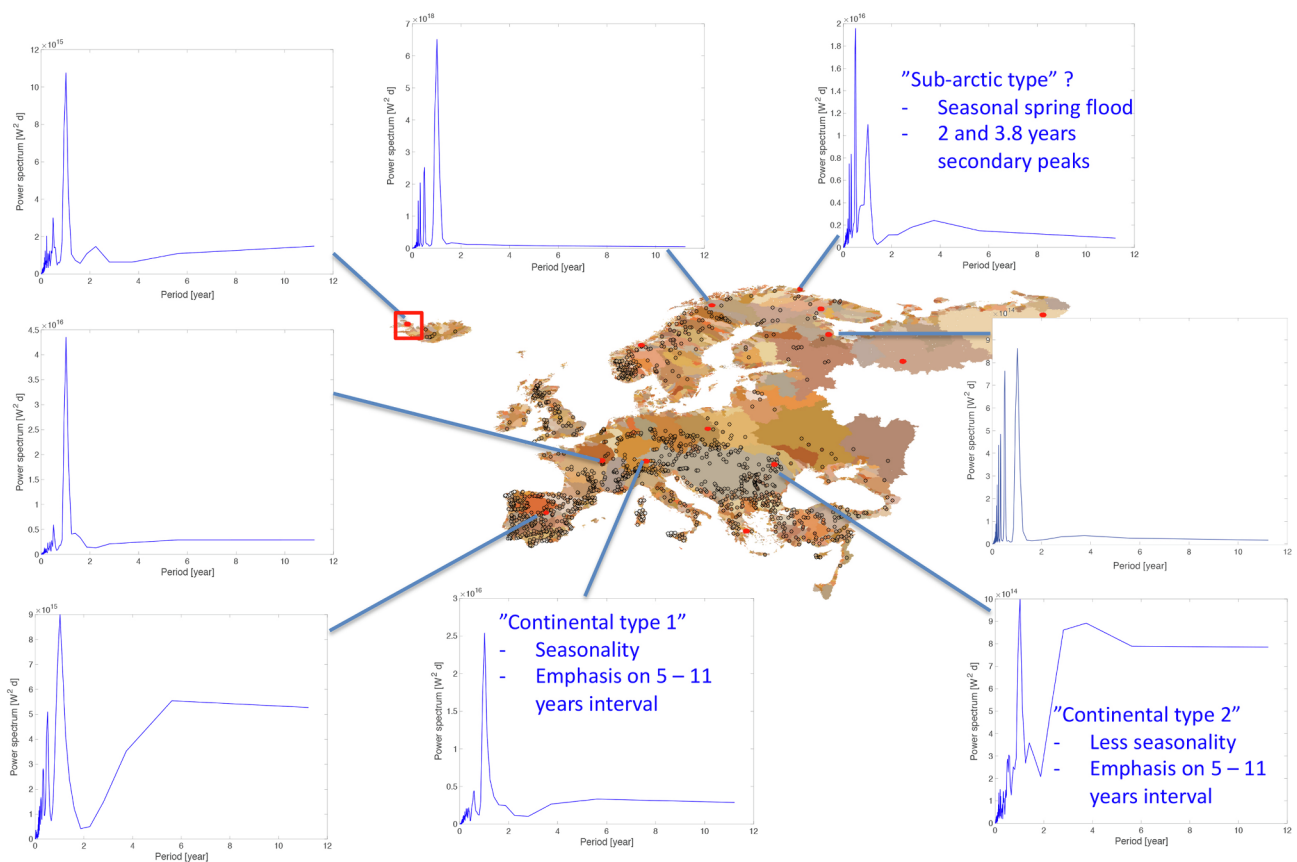 ×10^15
12
10
8
6
4
2
0
Power spectrum [W^2 d]
0 2 4 6 8 10 12
Period [year]
×10^18
7
6
5
4
3
2
1
0
Power spectrum [W^2 d]
0 2 4 6 8 10 12
Period [year]
×10^16
2
1.8
1.6
1.4
1.2
1
0.8
0.6
0.4
0.2
0
Power spectrum [W^2 d]
0 2 4 6 8 10 12
Period [year]
”Sub-arctic type” ?
- Seasonal spring flood
- 2 and 3.8 years
secondary peaks
×10^16
4.5
4
3.5
3
2.5
2
1.5
1
0.5
0
Power spectrum [W^2 d]
0 2 4 6 8 10 12
Period [year]
×10^14
9
8
7
6
5
4
3
2
1
0
Power spectrum [W^2 d]
0 2 4 6 8 10 12
Period [year]
×10^15
9
8
7
6
5
4
3
2
1
0
Power spectrum [W^2 d]
0 2 4 6 8 10 12
Period [year]
×10^16
3
2.5
2
1.5
1
0.5
0
Power spectrum [W^2 d]
0 2 4 6 8 10 12
Period [year]
”Continental type 1”
- Seasonality
- Emphasis on 5 – 11
years interval
×10^14
10
9
8
7
6
5
4
3
2
1
0
Power spectrum [W^2 d]
0 2 4 6 8 10 12
Period [year]
”Continental type 2”
- Less seasonality
- Emphasis on 5 – 11
years interval